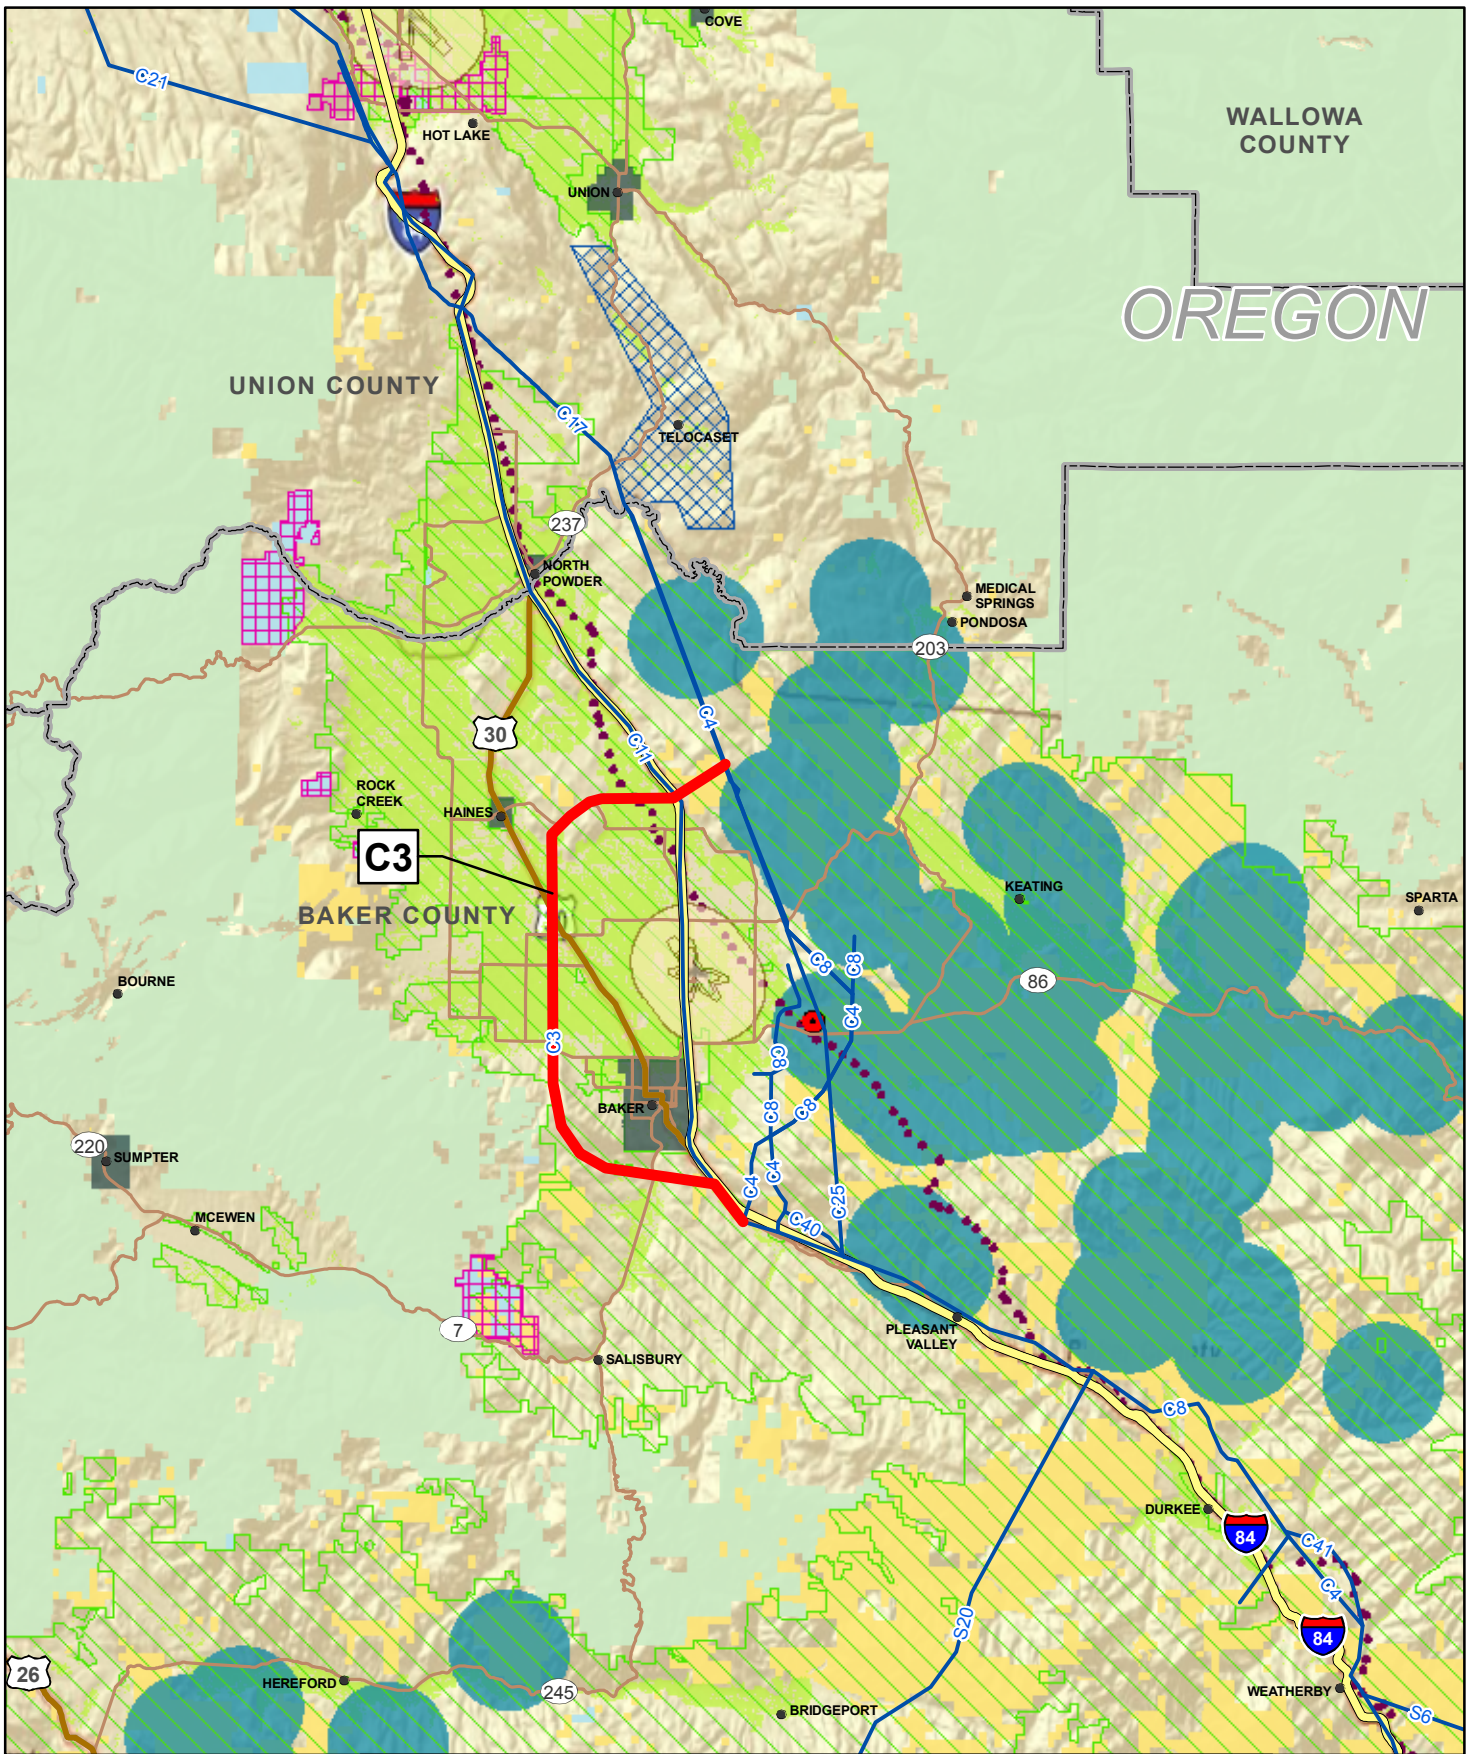 COVE
C21
WALLOWA
COUNTY
HOT LAKE
UNION
OREGON
UNION COUNTY
C17
TELOCASET
237
NORTH
POWDER
MEDICAL
SPRINGS
PONDOSA
203
C4
30
C11
ROCK
CREEK
HAINES
C3
KEATING
SPARTA
BAKER COUNTY
C8
C8
BOURNE
86
C4
C3
C8
BAKER
C8
C8
220
SUMPTER
C4
C4
C25
MCEWEN
C40
7
PLEASANT
VALLEY
SALISBURY
C8
DURKEE
84
C41
C4
S20
84
26
HEREFORD
245
WEATHERBY
BRIDGEPORT
S6